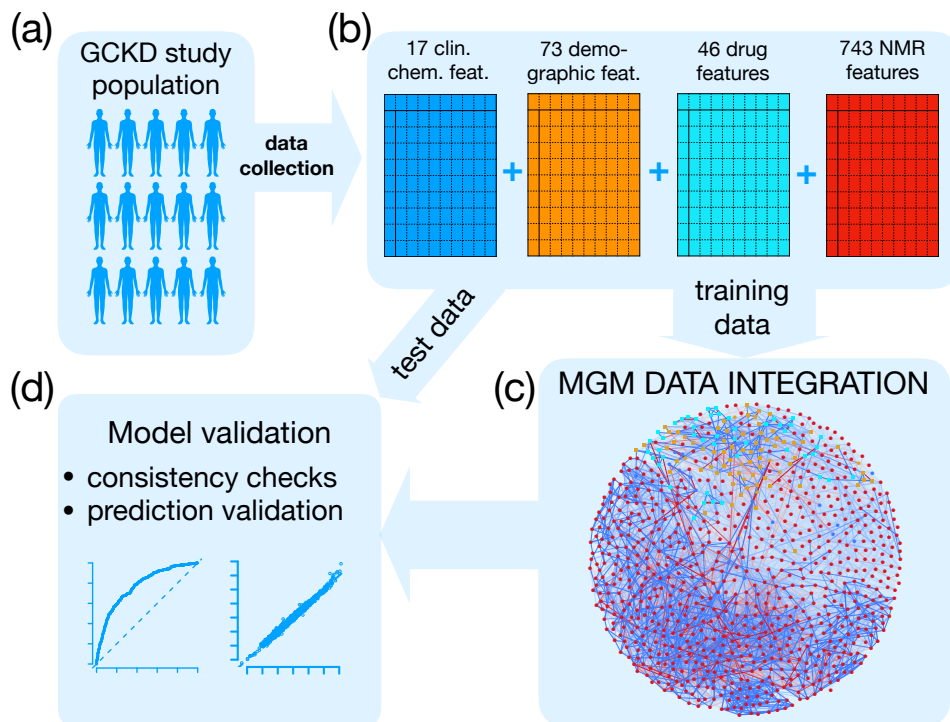 (a)
GCKD study
population
data
collection
(b)
17 clin.
chem. feat.
73 demo-
graphic feat.
46 drug
features
743 NMR
features
+
+
+
test data
training
data
(c)
MGM DATA INTEGRATION
(d)
Model validation
• consistency checks
• prediction validation